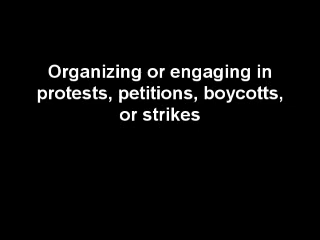 Organizing or engaging in
protests, petitions, boycotts,
or strikes